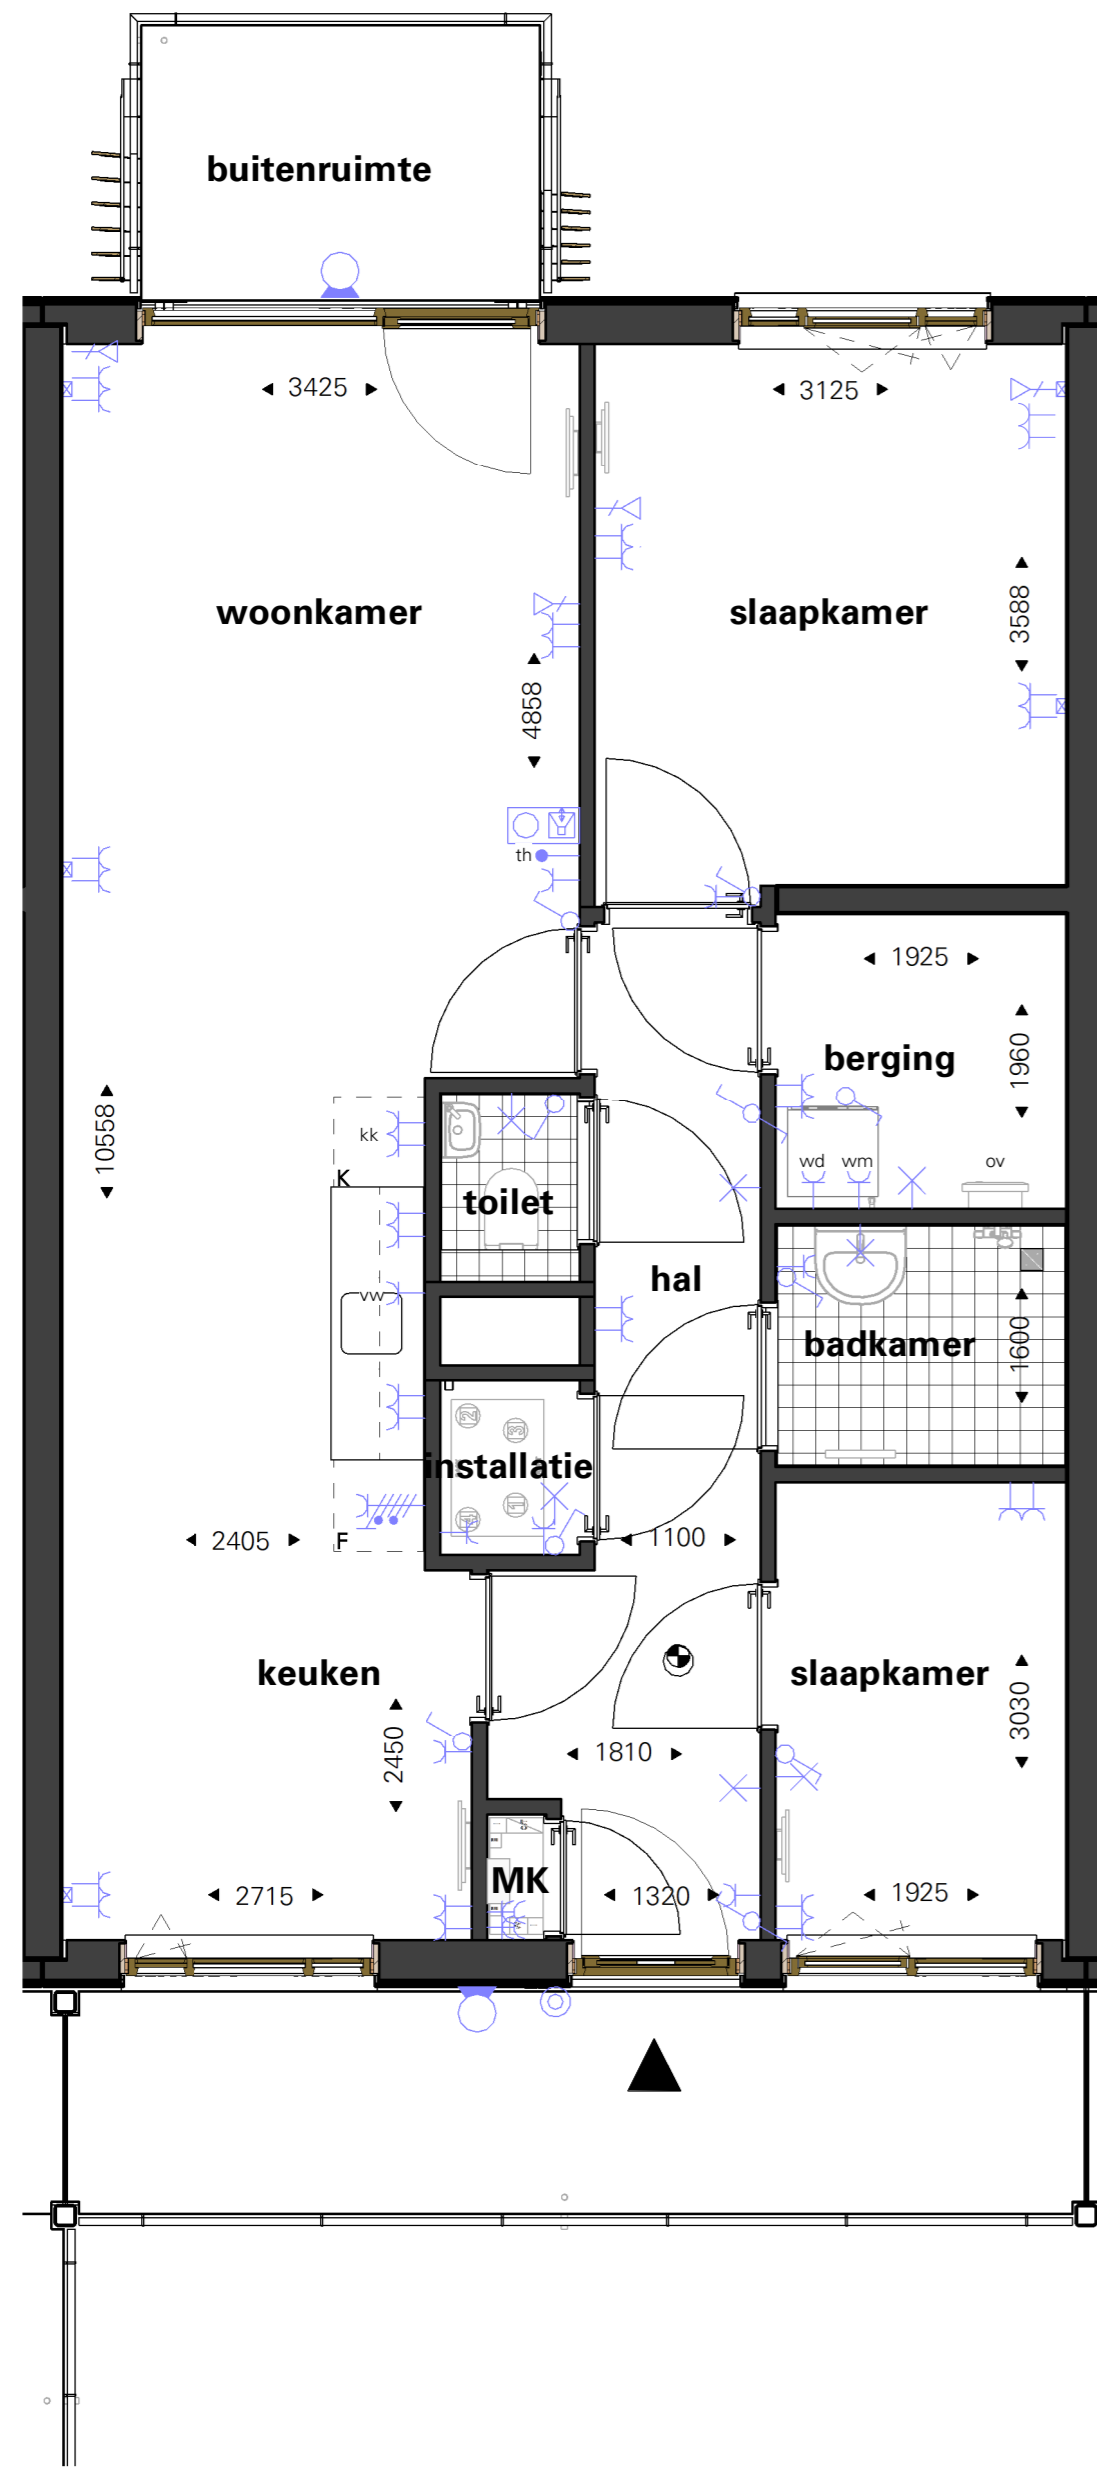 buitenruimte
3425
3125
woonkamer
slaapkamer
3588
4858
th
1925
berging
1960
10558
kk
K
wd
wm
ov
toilet
hal
vw
badkamer
1600
installatie
2405
F
1100
keuken
slaapkamer
3030
2450
1810
MK
2715
1320
1925